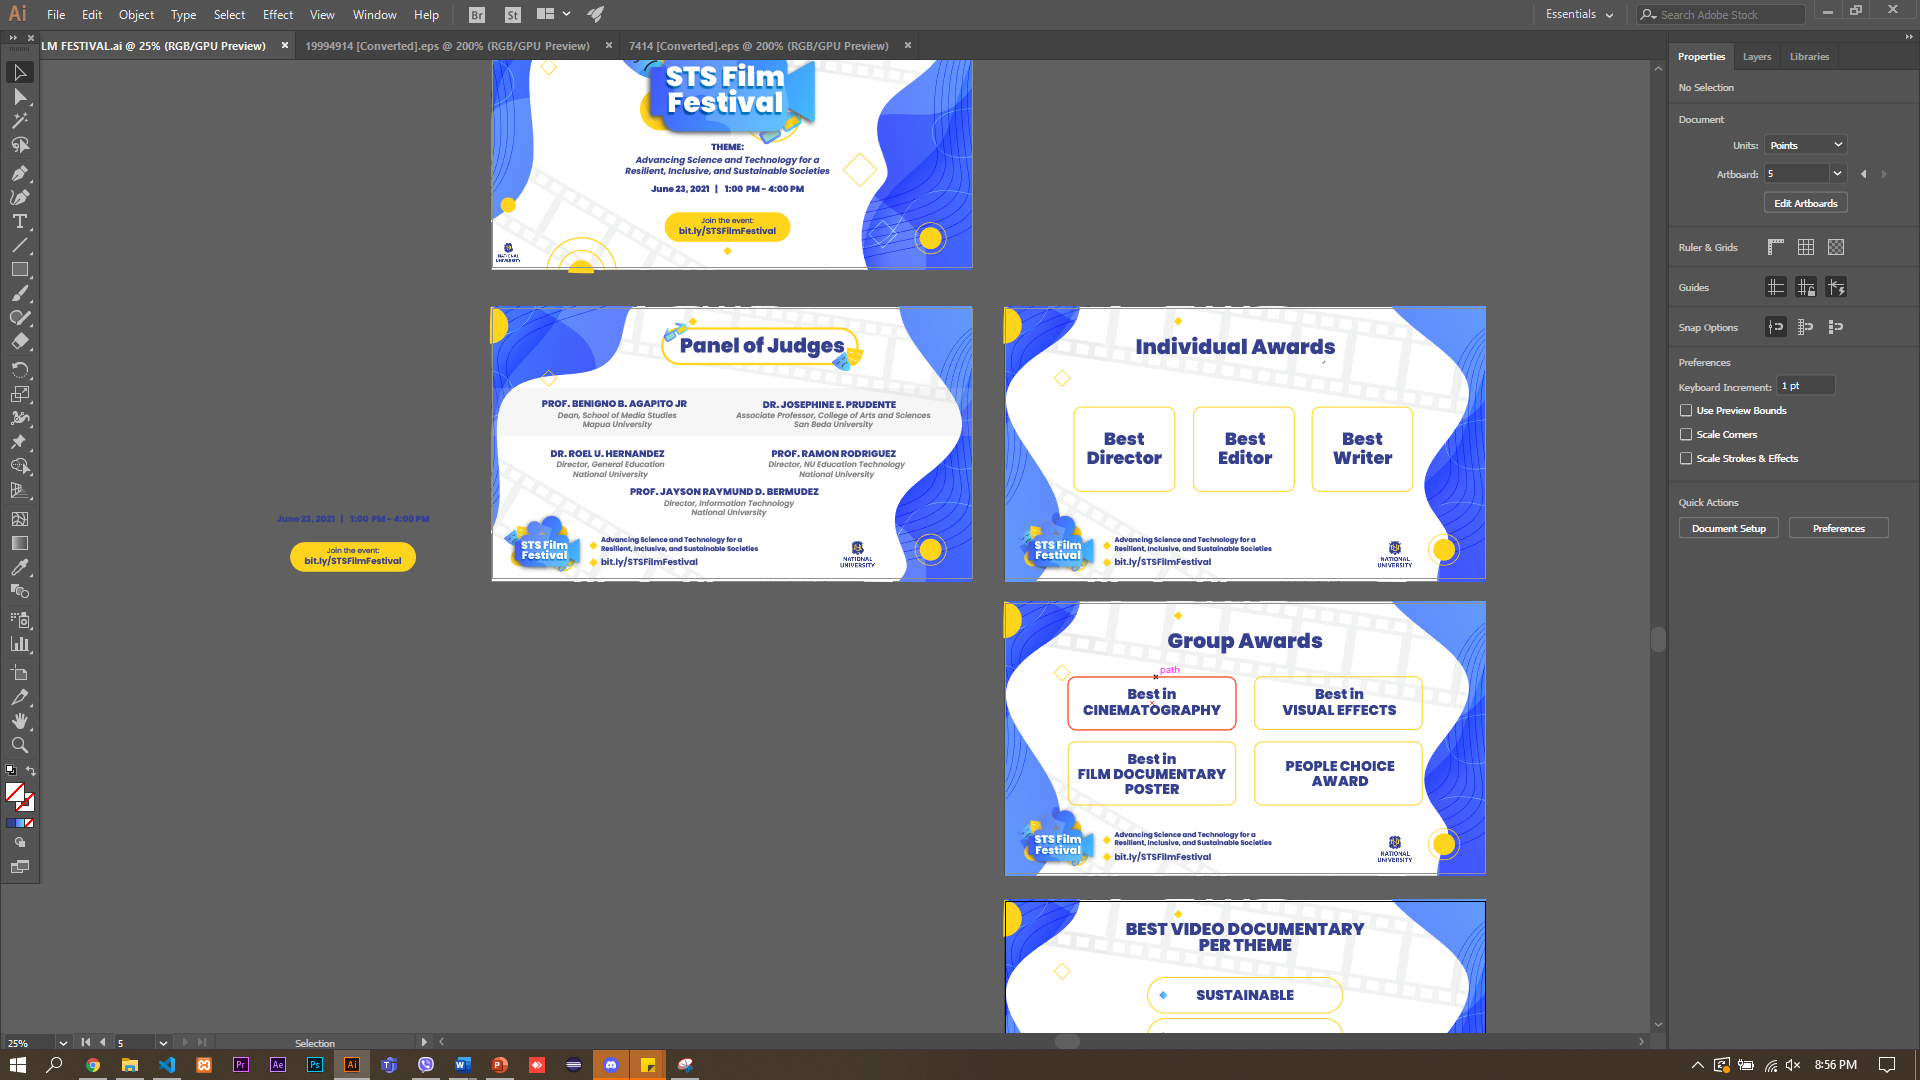 Ai File Edit Object Type Select Effect View Window Help Br St Essentials Search Adobe Stock
LM FESTIVAL.ai @ 25% (RGB/GPU Preview) × 19994914 [Converted].eps @ 200% (RGB/GPU Preview) × 7414 [Converted].eps @ 200% (RGB/GPU Preview) ×
STS Film
Festival
THEME:
Advancing Science and Technology for a
Resilient, Inclusive, and Sustainable Societies
June 23, 2021 | 1:00 PM - 4:00 PM
Join the event:
bit.ly/STSFilmFestival
NATIONAL
UNIVERSITY
Panel of Judges
PROF. BENIGNO B. AGAPITO JR
Dean, School of Media Studies
Mapua University
DR. JOSEPHINE E. PRUDENTE
Associate Professor, College of Arts and Sciences
San Beda University
DR. ROEL U. HERNANDEZ
Director, General Education
National University
PROF. RAMON RODRIGUEZ
Director, NU Education Technology
National University
PROF. JAYSON RAYMUND D. BERMUDEZ
Director, Information Technology
National University
STS Film
Festival
Advancing Science and Technology for a
Resilient, Inclusive, and Sustainable Societies
bit.ly/STSFilmFestival
NATIONAL
UNIVERSITY
June 23, 2021 | 1:00 PM - 4:00 PM
Join the event:
bit.ly/STSFilmFestival
Individual Awards
Best
Director
Best
Editor
Best
Writer
STS Film
Festival
Advancing Science and Technology for a
Resilient, Inclusive, and Sustainable Societies
bit.ly/STSFilmFestival
NATIONAL
UNIVERSITY
Group Awards
path
Best in
CINEMATOGRAPHY
Best in
VISUAL EFFECTS
Best in
FILM DOCUMENTARY
POSTER
PEOPLE CHOICE
AWARD
STS Film
Festival
Advancing Science and Technology for a
Resilient, Inclusive, and Sustainable Societies
bit.ly/STSFilmFestival
NATIONAL
UNIVERSITY
BEST VIDEO DOCUMENTARY
PER THEME
SUSTAINABLE
Properties Layers Libraries
No Selection
Document
Units: Points
Artboard: 5
Edit Artboards
Ruler & Grids
Guides
Snap Options
Preferences
Keyboard Increment: 1 pt
Use Preview Bounds
Scale Corners
Scale Strokes & Effects
Quick Actions
Document Setup Preferences
25% 5 Selection
Pr Ae Ps Ai
8:56 PM